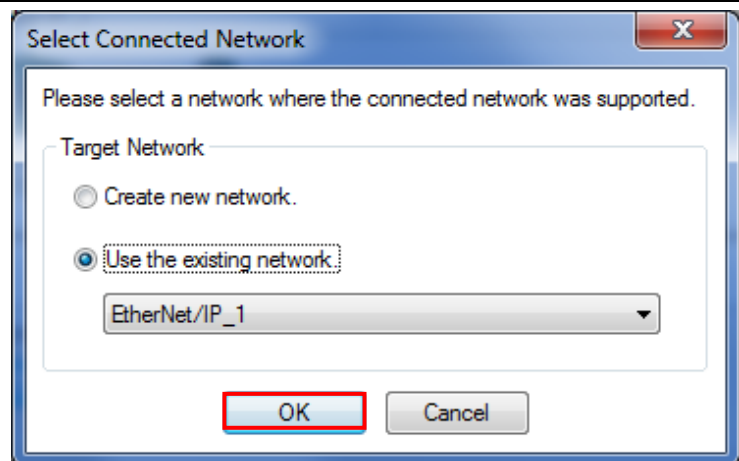 Select Connected Network
Please select a network where the connected network was supported.
Target Network
Create new network.
Use the existing network.
EtherNet/IP_1
OK Cancel